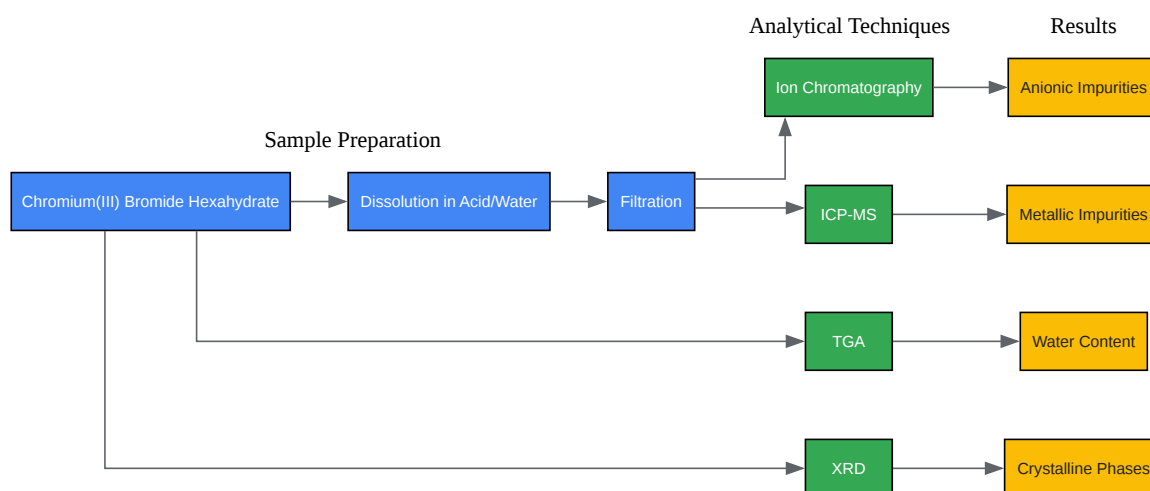 Analytical Techniques
Results
Ion Chromatography
Anionic Impurities
Sample Preparation
Chromium(III) Bromide Hexahydrate
Dissolution in Acid/Water
Filtration
ICP-MS
Metallic Impurities
TGA
Water Content
XRD
Crystalline Phases